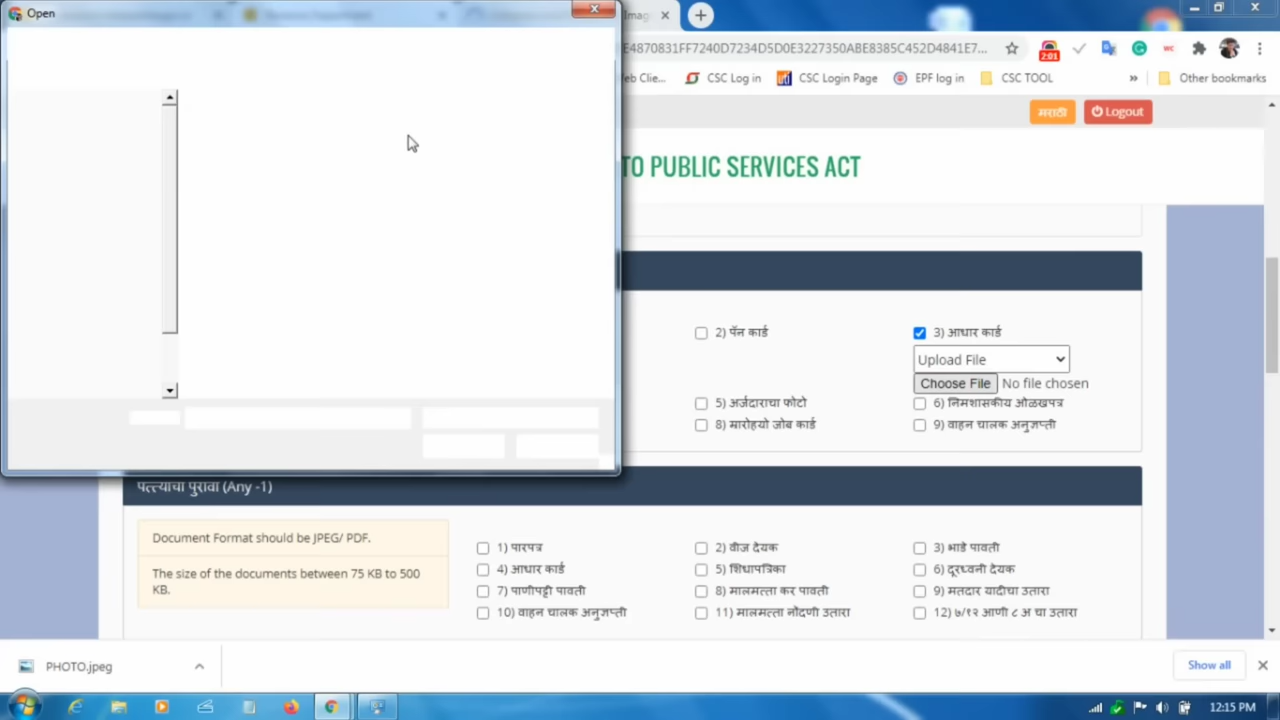 Open
Imag
E4870831FF7240D7234D5D0E3227350ABE8385C452D4841E7...
2:01
eb Clie...
CSC Log in
CSC Login Page
EPF log in
CSC TOOL
»
Other bookmarks
मराठी
Logout
TO PUBLIC SERVICES ACT
2) पॅन कार्ड
3) आधार कार्ड
Upload File
Choose File No file chosen
5) अर्जदाराचा फोटो
6) निमशासकीय ओळखपत्र
8) मारोहयो जोब कार्ड
9) वाहन चालक अनुज्ञप्ती
पत्त्याचा पुरावा (Any -1)
Document Format should be JPEG/ PDF.
The size of the documents between 75 KB to 500
KB.
1) पारपत्र
2) वीज देयक
3) भाडे पावती
4) आधार कार्ड
5) शिधापत्रिका
6) दूरध्वनी देयक
7) पाणीपट्टी पावती
8) मालमत्ता कर पावती
9) मतदार यादीचा उतारा
10) वाहन चालक अनुज्ञप्ती
11) मालमत्ता नोंदणी उतारा
12) ७/१२ आणी ८ अ चा उतारा
PHOTO.jpeg
Show all
12:15 PM